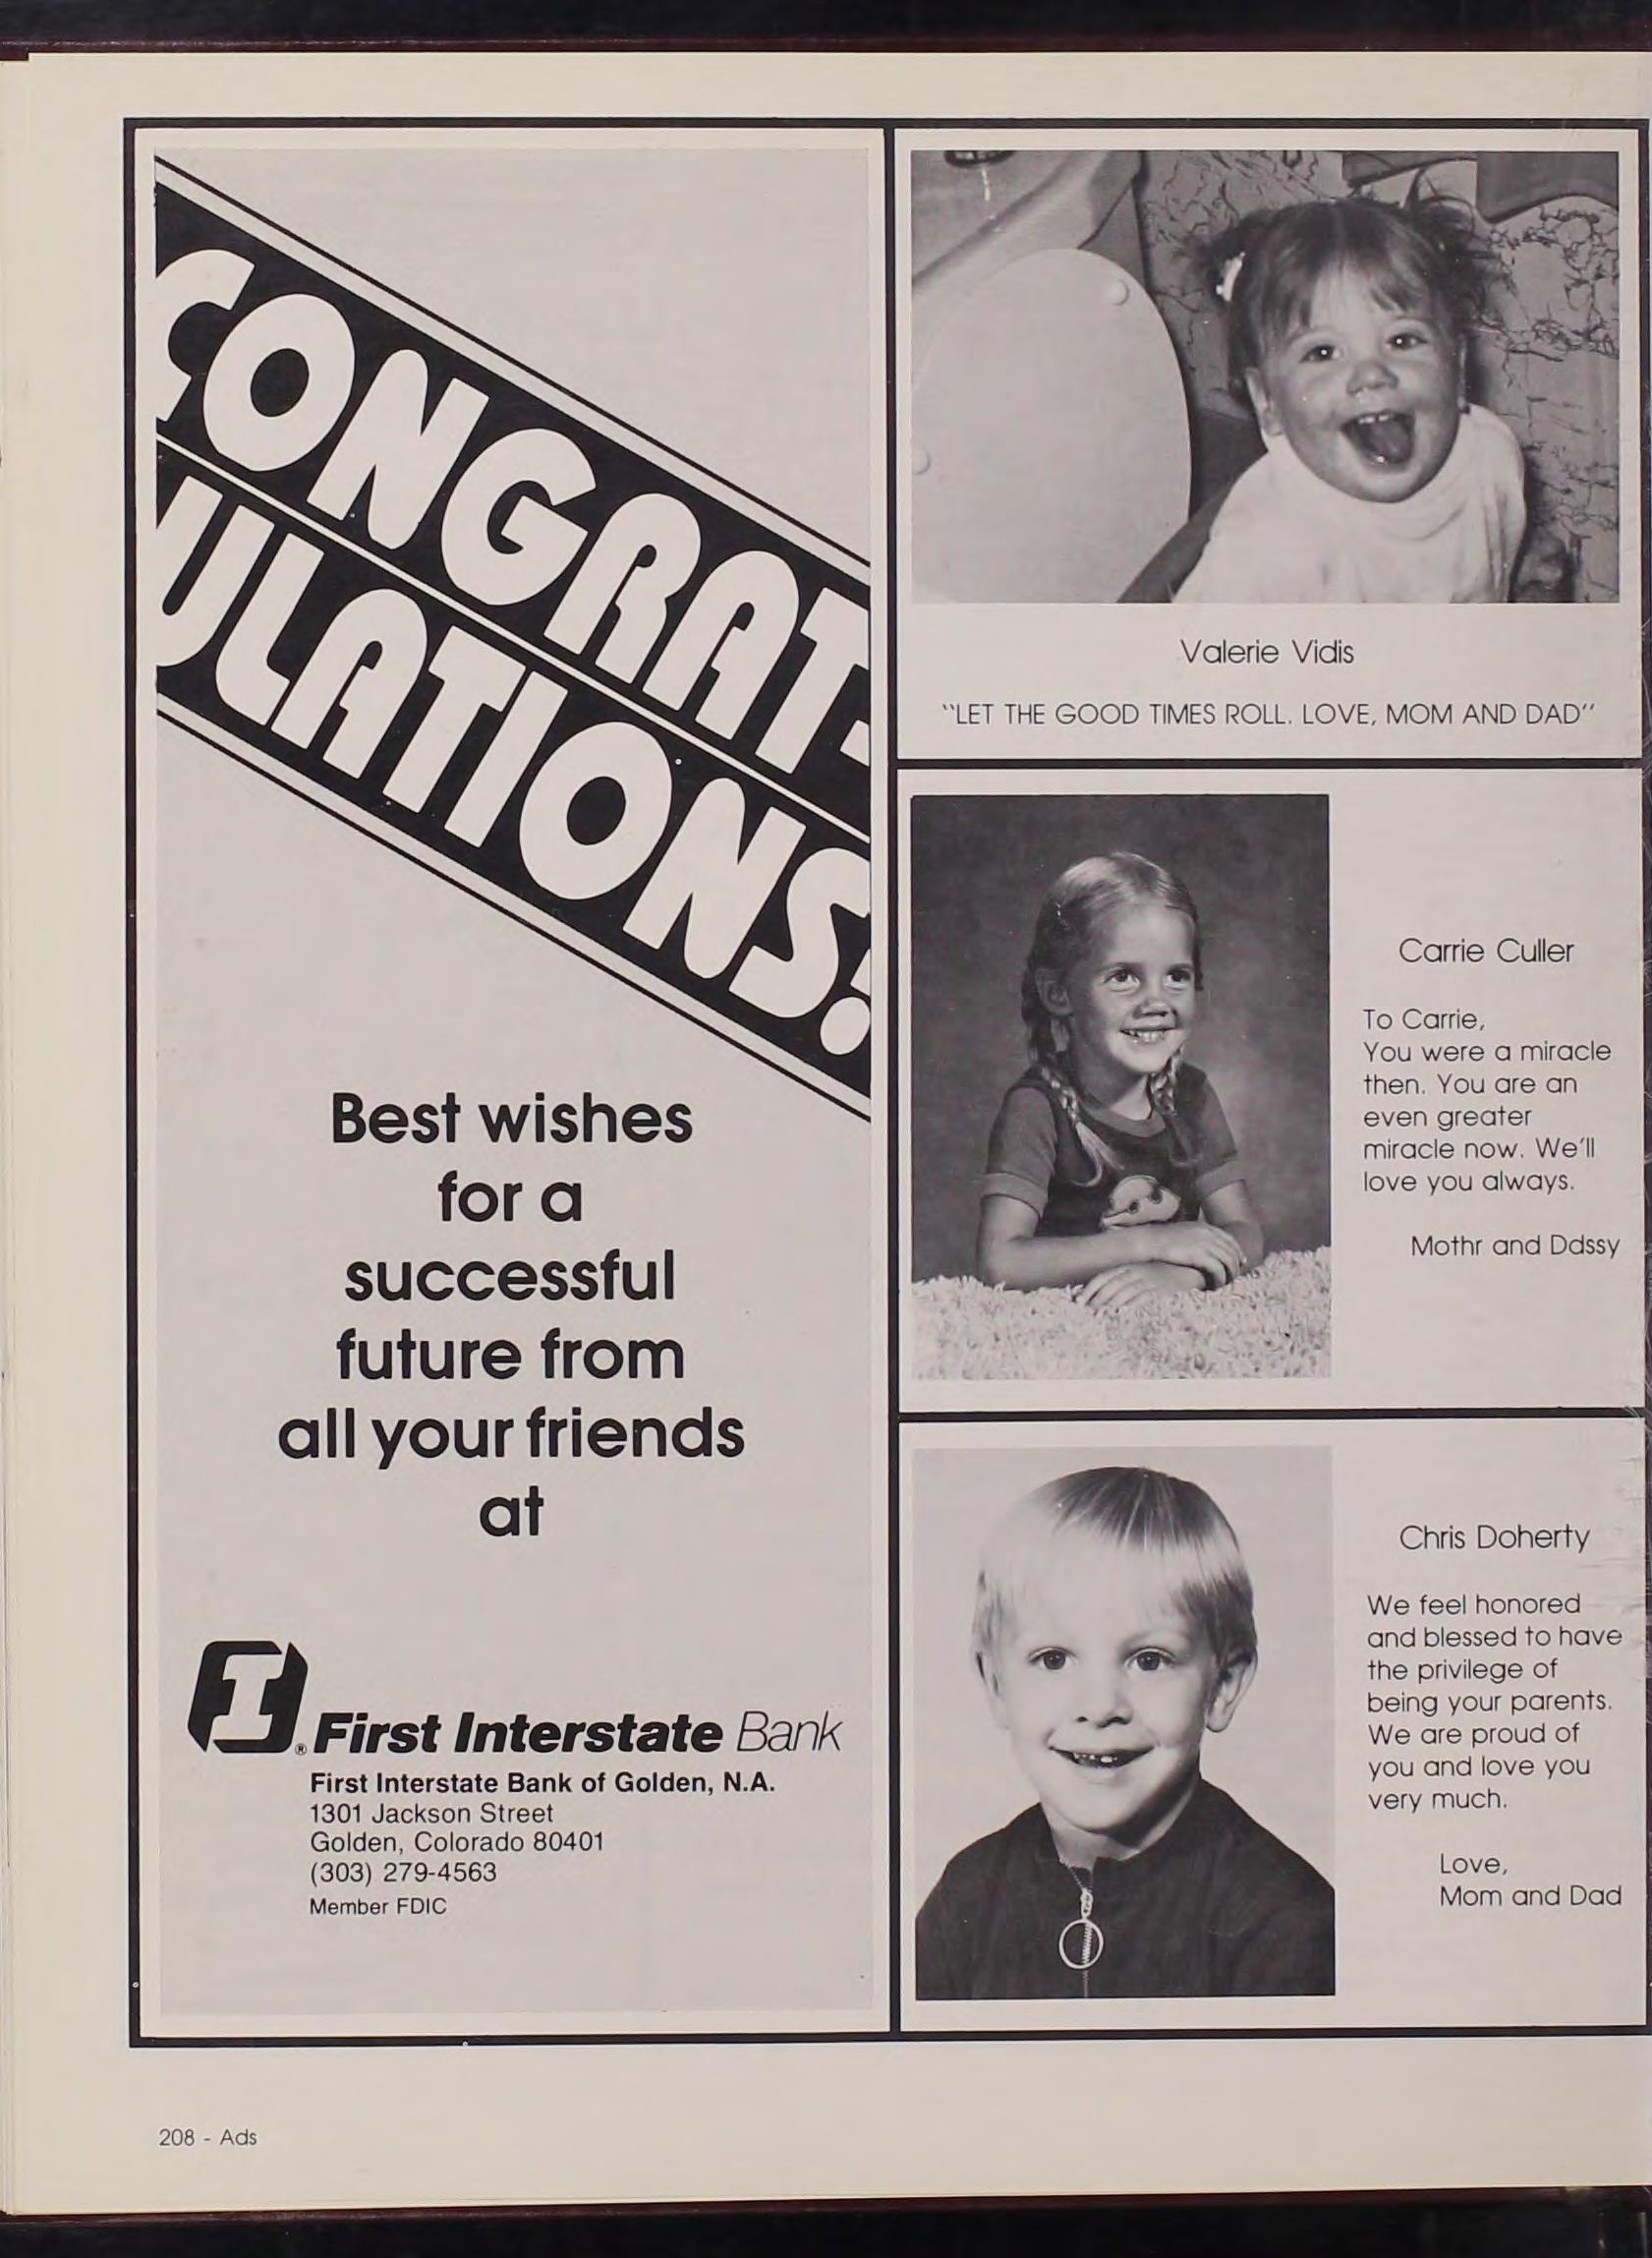 CONGRAT-
ULATIONS!
Best wishes
for a
successful
future from
all your friends
at
I® First Interstate Bank
First Interstate Bank of Golden, N.A.
1301 Jackson Street
Golden, Colorado 80401
(303) 279-4563
Member FDIC
Valerie Vidis
"LET THE GOOD TIMES ROLL. LOVE, MOM AND DAD"
Carrie Culler
To Carrie,
You were a miracle
then. You are an
even greater
miracle now. We'll
love you always.
Mothr and Ddssy
Chris Doherty
We feel honored
and blessed to have
the privilege of
being your parents.
We are proud of
you and love you
very much.
Love,
Mom and Dad
208 - Ads